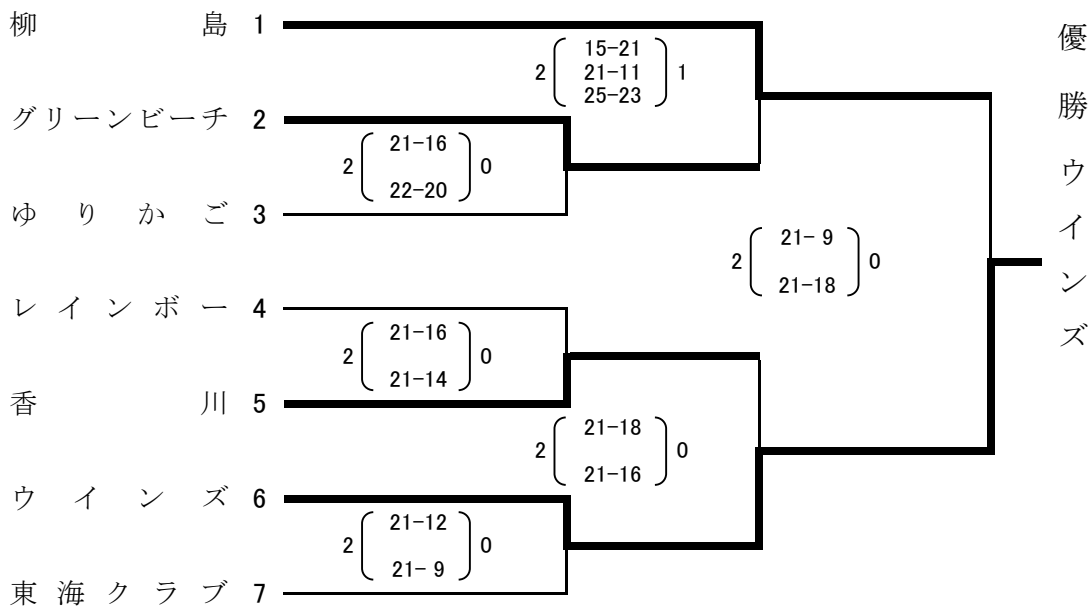 柳島 1
15-21
2 21-11 1
25-23
グリーンビーチ 2
21-16
2 0
22-20
ゆりかご 3
21- 9
2 0
21-18
レインボー 4
21-16
2 0
21-14
香川 5
21-18
2 0
21-16
ウインズ 6
21-12
2 0
21- 9
東海クラブ 7
優勝ウインズ